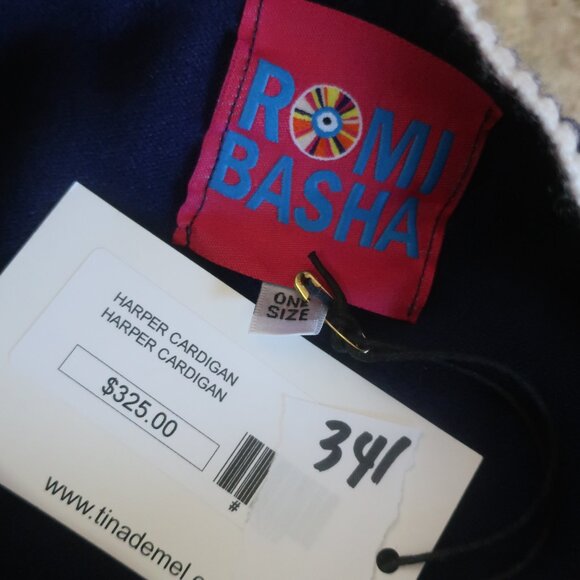 ROMI
BASHA
ONE
SIZE
HARPER CARDIGAN
HARPER CARDIGAN
$325.00
341
#
www.tinademel.c